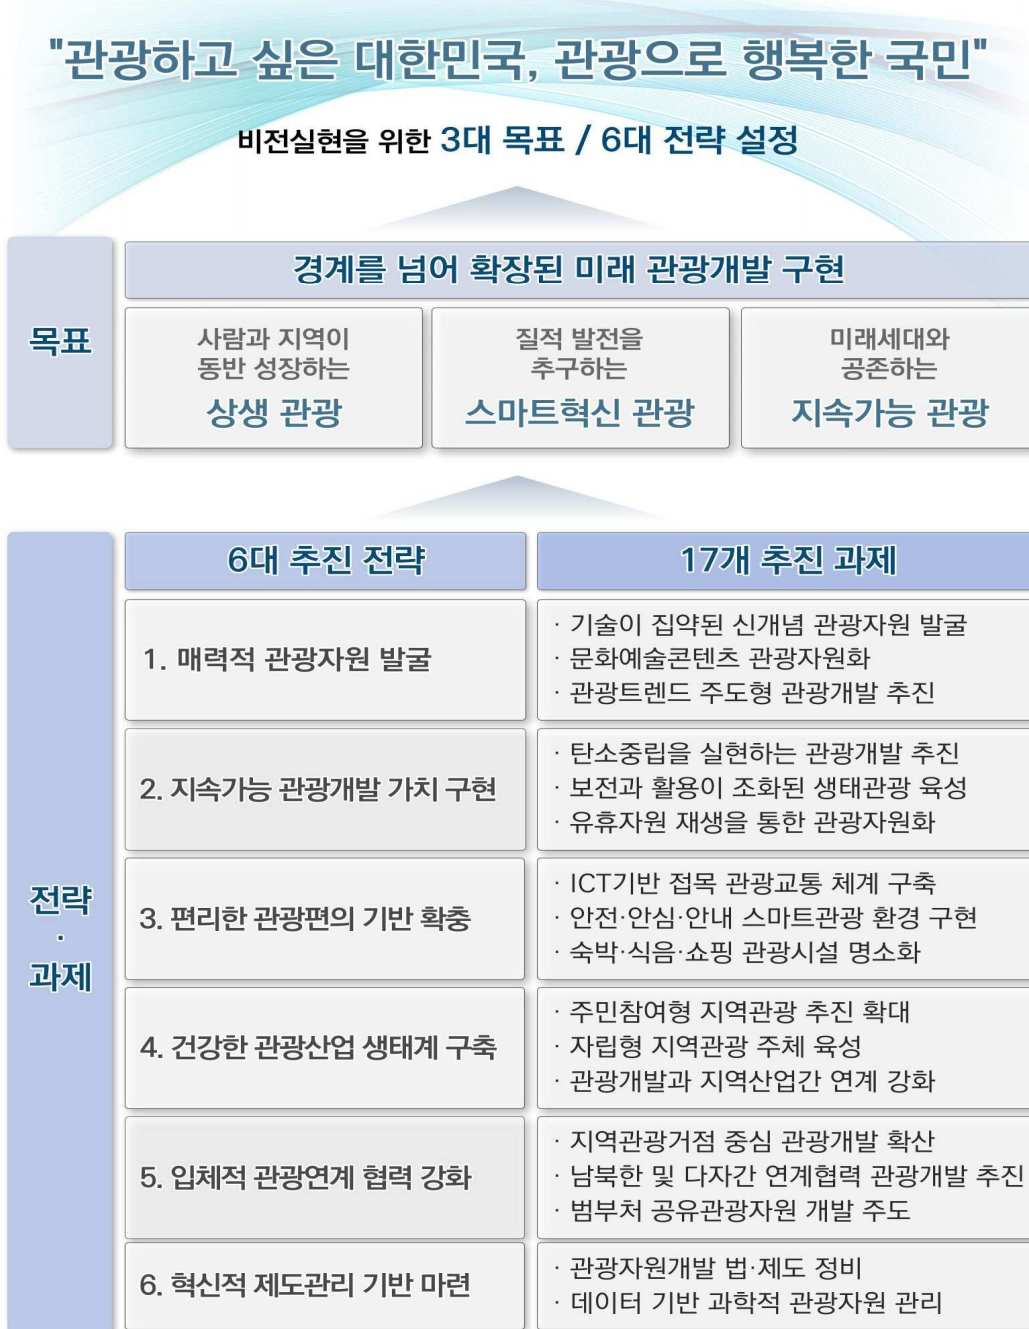 "관광하고 싶은 대한민국, 관광으로 행복한 국민"
비전실현을 위한 3대 목표 / 6대 전략 설정
목표
경계를 넘어 확장된 미래 관광개발 구현
사람과 지역이
동반 성장하는
상생 관광
질적 발전을
추구하는
스마트혁신 관광
미래세대와
공존하는
지속가능 관광
전략
·
과제
6대 추진 전략
17개 추진 과제
1. 매력적 관광자원 발굴
· 기술이 집약된 신개념 관광자원 발굴
· 문화예술콘텐츠 관광자원화
· 관광트렌드 주도형 관광개발 추진
2. 지속가능 관광개발 가치 구현
· 탄소중립을 실현하는 관광개발 추진
· 보전과 활용이 조화된 생태관광 육성
· 유휴자원 재생을 통한 관광자원화
3. 편리한 관광편의 기반 확충
· ICT기반 접목 관광교통 체계 구축
· 안전·안심·안내 스마트관광 환경 구현
· 숙박·식음·쇼핑 관광시설 명소화
4. 건강한 관광산업 생태계 구축
· 주민참여형 지역관광 추진 확대
· 자립형 지역관광 주체 육성
· 관광개발과 지역산업간 연계 강화
5. 입체적 관광연계 협력 강화
· 지역관광거점 중심 관광개발 확산
· 남북한 및 다자간 연계협력 관광개발 추진
· 범부처 공유관광자원 개발 주도
6. 혁신적 제도관리 기반 마련
· 관광자원개발 법·제도 정비
· 데이터 기반 과학적 관광자원 관리